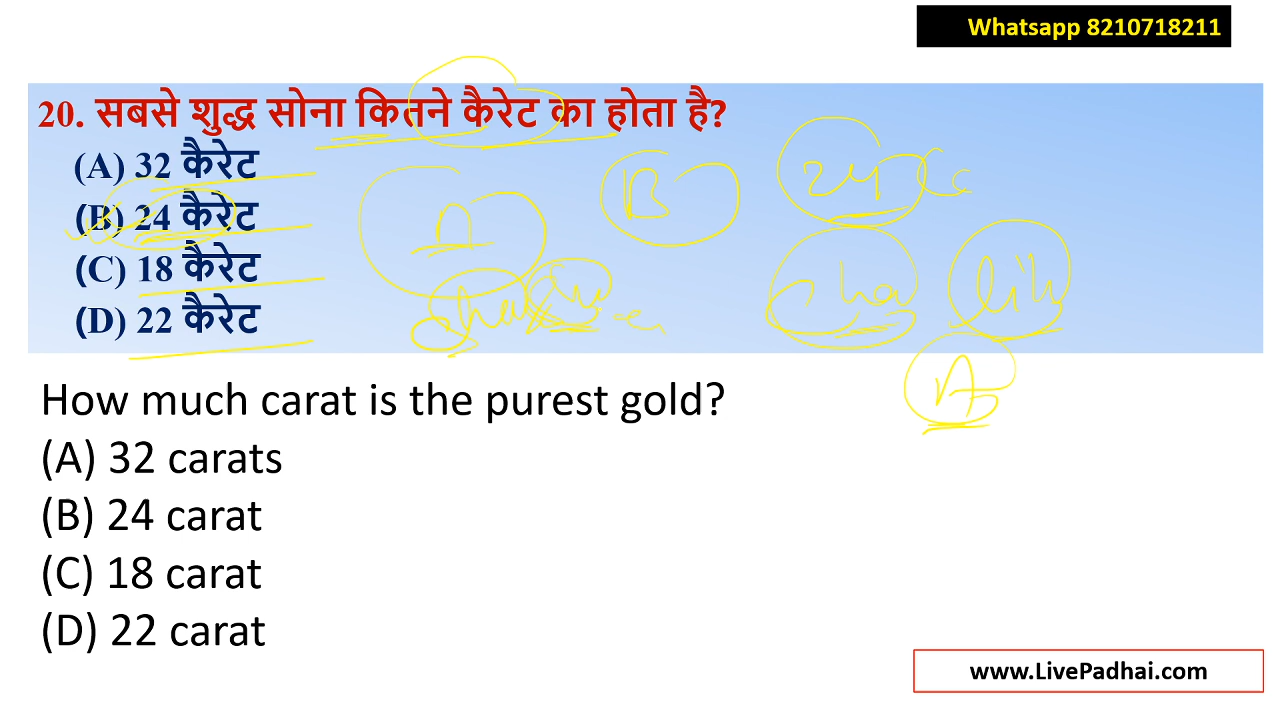 Whatsapp 8210718211
20. सबसे शुद्ध सोना कितने कैरेट का होता है?
(A) 32 कैरेट
(B) 24 कैरेट
(C) 18 कैरेट
(D) 22 कैरेट
B
24
A
How much carat is the purest gold?
(A) 32 carats
(B) 24 carat
(C) 18 carat
(D) 22 carat
www.LivePadhai.com